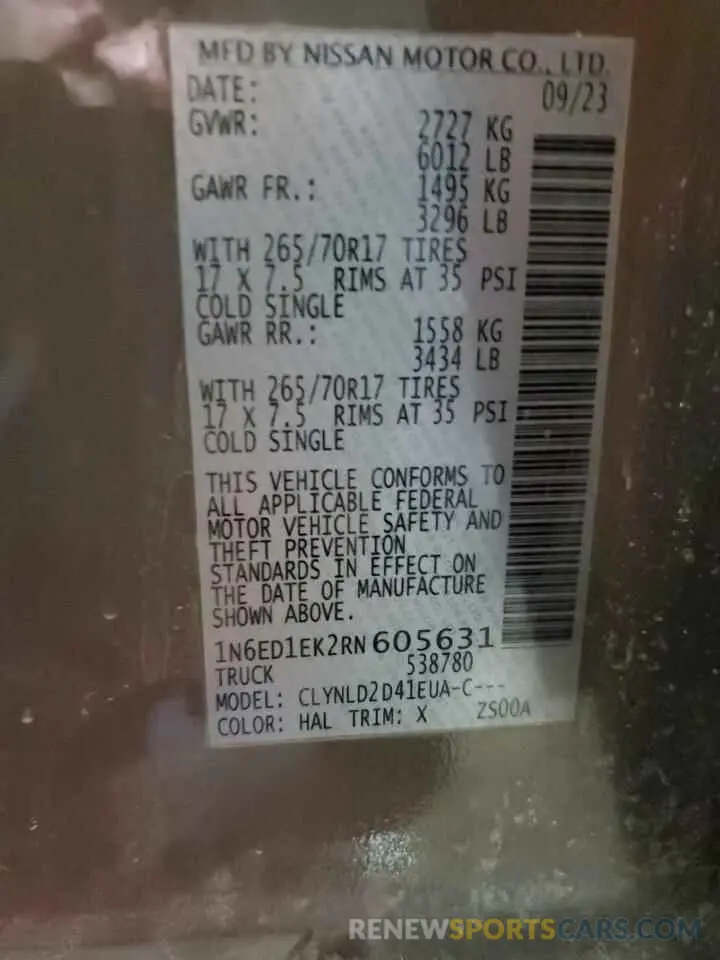 MFD BY NISSAN MOTOR CO., LTD.
DATE: 09/23
GVWR: 2727 KG
6012 LB
GAWR FR.: 1495 KG
3296 LB
WITH 265/70R17 TIRES
17 X 7.5 RIMS AT 35 PSI
COLD SINGLE
GAWR RR.: 1558 KG
3434 LB
WITH 265/70R17 TIRES
17 X 7.5 RIMS AT 35 PSI
COLD SINGLE
THIS VEHICLE CONFORMS TO
ALL APPLICABLE FEDERAL
MOTOR VEHICLE SAFETY AND
THEFT PREVENTION
STANDARDS IN EFFECT ON
THE DATE OF MANUFACTURE
SHOWN ABOVE.
1N6ED1EK2RN605631
TRUCK 538780
MODEL: CLYNLD2D41EUA-C---
COLOR: HAL TRIM: X ZS00A
RENEWSPORTSCARS.COM